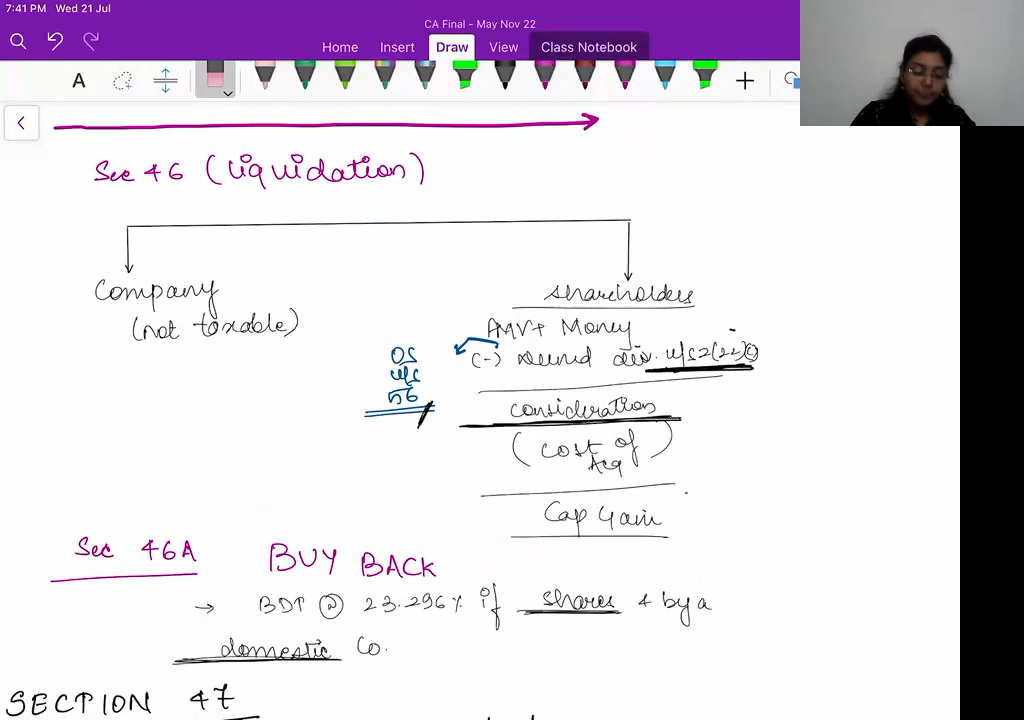 7:41 PM Wed 21 Jul
CA Final - May Nov 22
Home Insert Draw View Class Notebook
A
Sec 46 (liquidation)
Company
(not taxable)
shareholders
FMV+ Money
(-) Deemed div. u/s 2(22)(c)
OS
u/s
56
consideration
(Cost of Acq)
Cap Gain
Sec 46A BUY BACK
→ BDT @ 23.296% if shares & by a
domestic Co.
SECTION 47